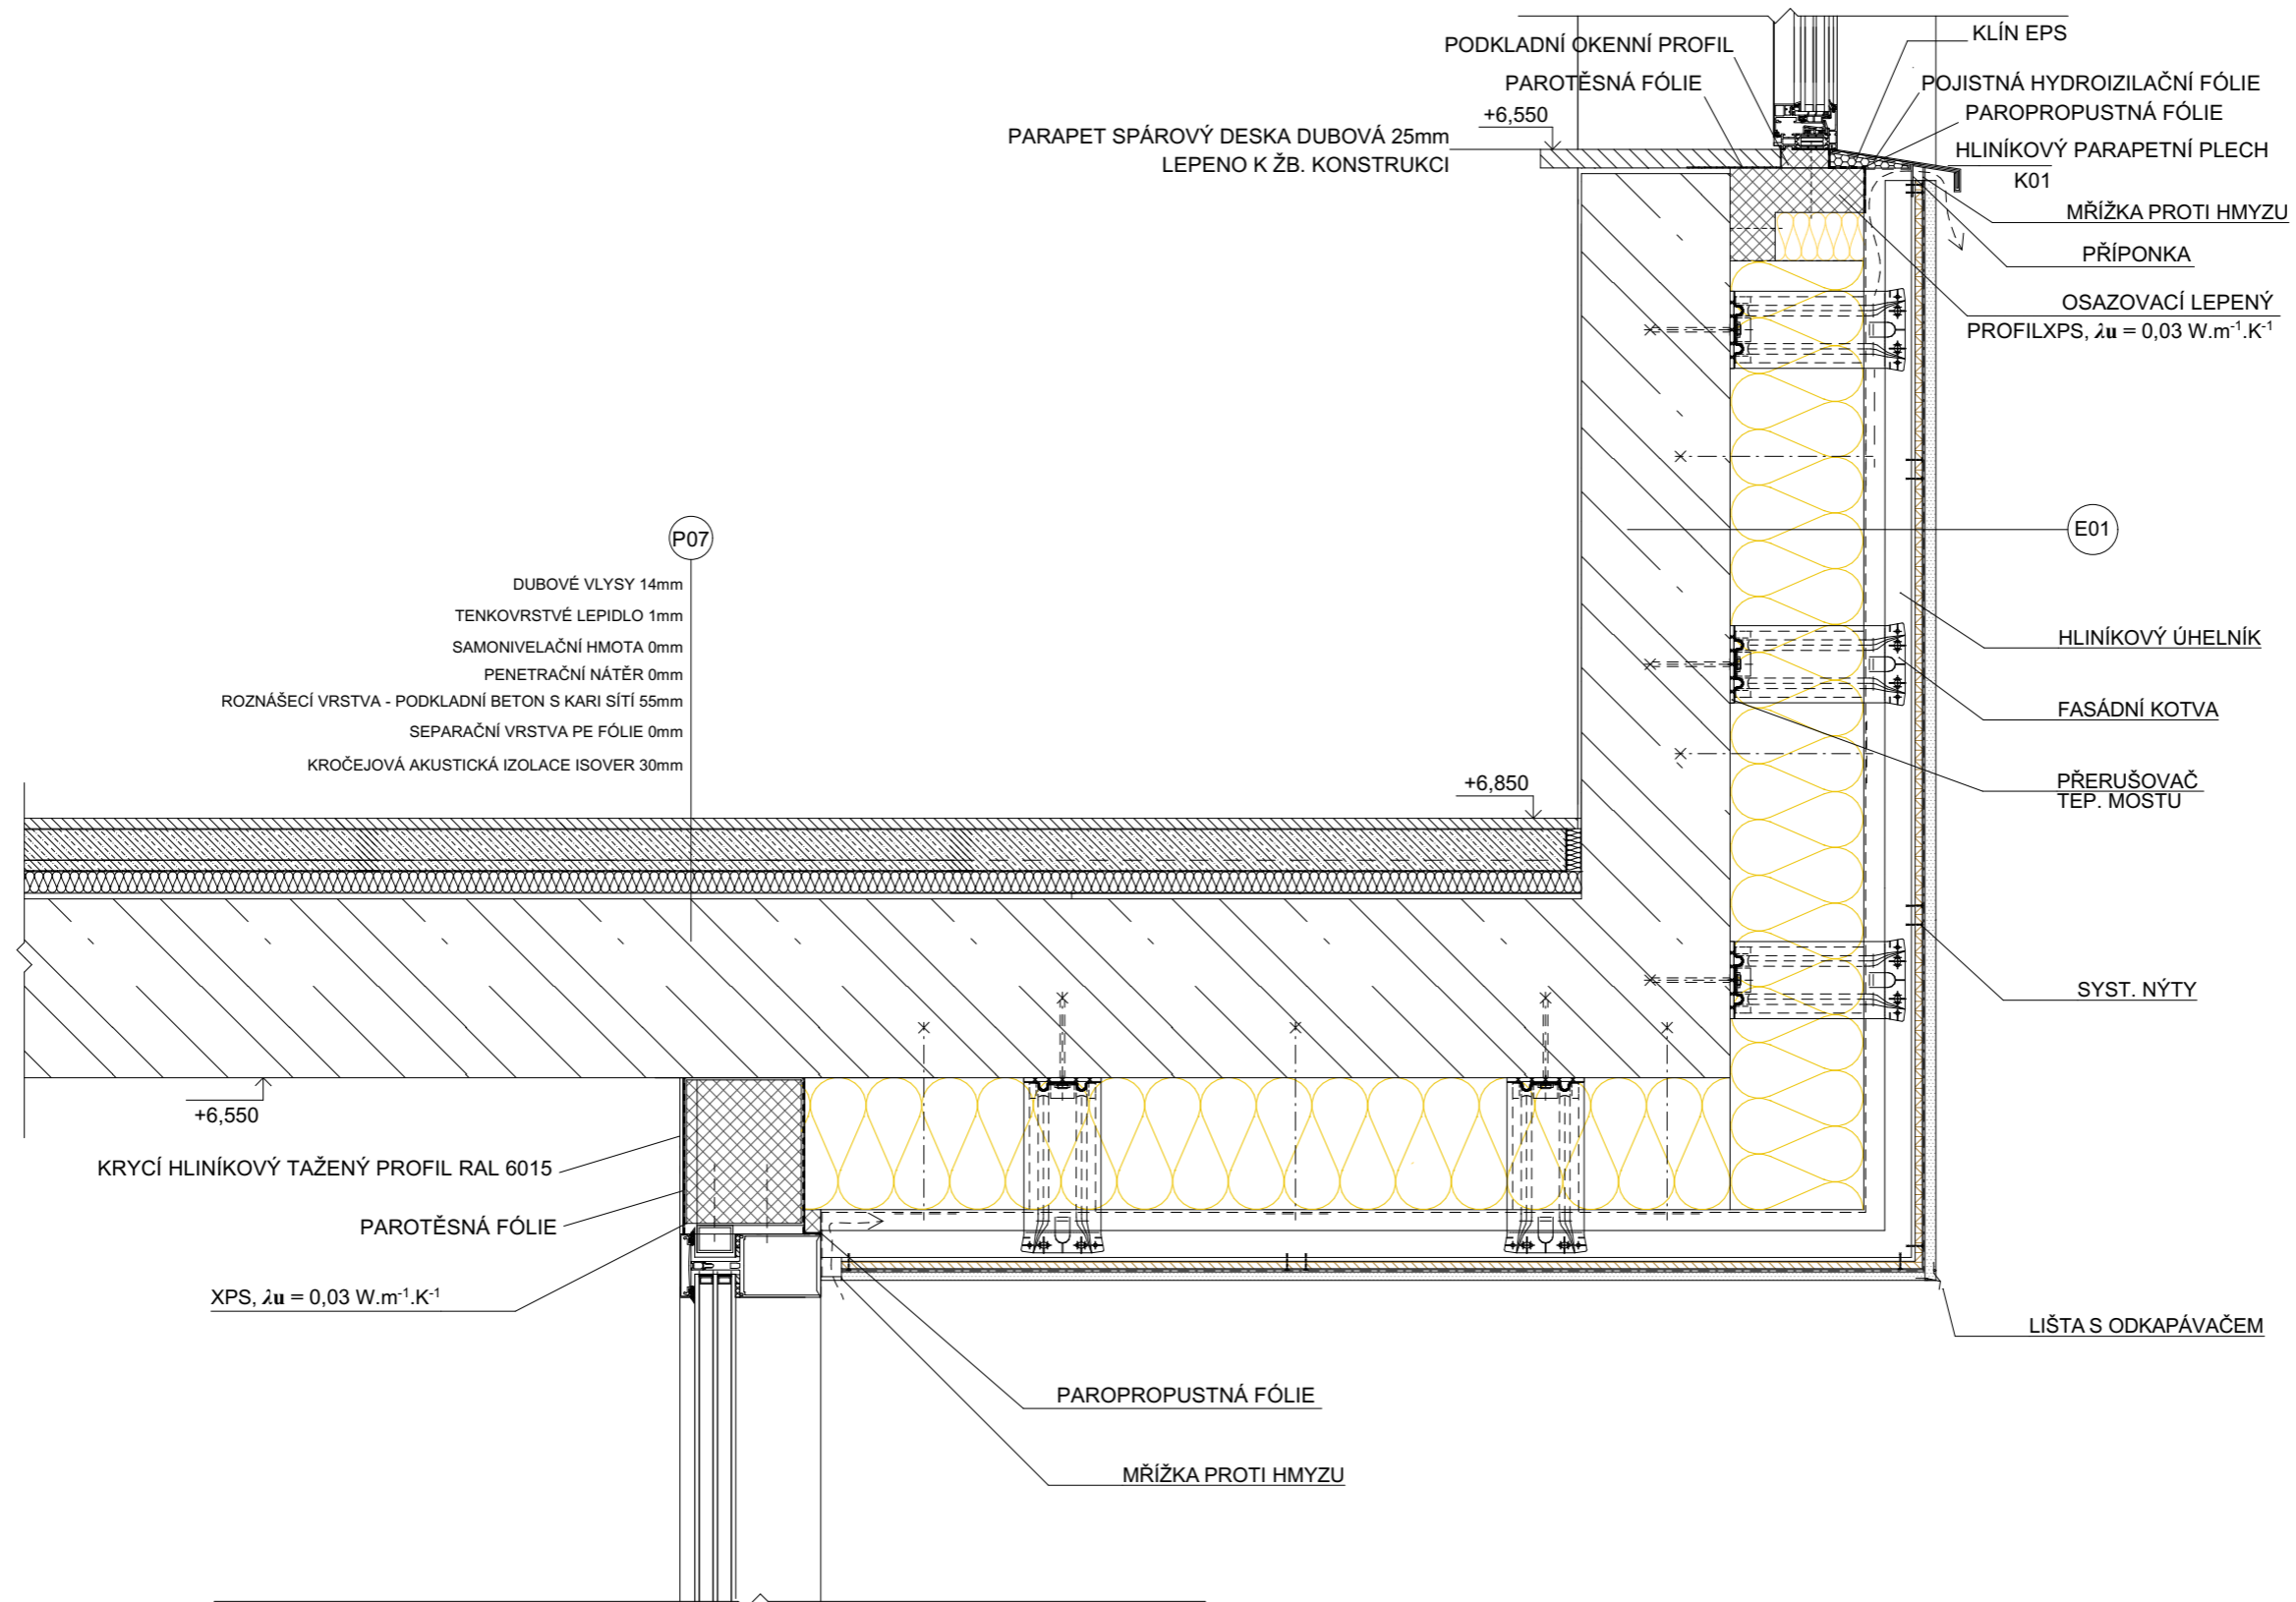 KLÍN EPS
PODKLADNÍ OKENNÍ PROFIL
PAROTĚSNÁ FÓLIE
POJISTNÁ HYDROIZILAČNÍ FÓLIE
PAROPROPUSTNÁ FÓLIE
+6,550
PARAPET SPÁROVÝ DESKA DUBOVÁ 25mm
LEPENO K ŽB. KONSTRUKCI
HLINÍKOVÝ PARAPETNÍ PLECH
K01
MŘÍŽKA PROTI HMYZU
PŘÍPONKA
OSAZOVACÍ LEPENÝ
PROFILXPS, λu = 0,03 W.m⁻¹.K⁻¹
E01
P07
DUBOVÉ VLYSY 14mm
TENKOVRSTVÉ LEPIDLO 1mm
SAMONIVELAČNÍ HMOTA 0mm
PENETRAČNÍ NÁTĚR 0mm
ROZNÁŠECÍ VRSTVA - PODKLADNÍ BETON S KARI SÍTÍ 55mm
SEPARAČNÍ VRSTVA PE FÓLIE 0mm
KROČEJOVÁ AKUSTICKÁ IZOLACE ISOVER 30mm
HLINÍKOVÝ ÚHELNÍK
FASÁDNÍ KOTVA
+6,850
PŘERUŠOVAČ
TEP. MOSTU
SYST. NÝTY
+6,550
KRYCÍ HLINÍKOVÝ TAŽENÝ PROFIL RAL 6015
PAROTĚSNÁ FÓLIE
XPS, λu = 0,03 W.m⁻¹.K⁻¹
LIŠTA S ODKAPÁVAČEM
PAROPROPUSTNÁ FÓLIE
MŘÍŽKA PROTI HMYZU